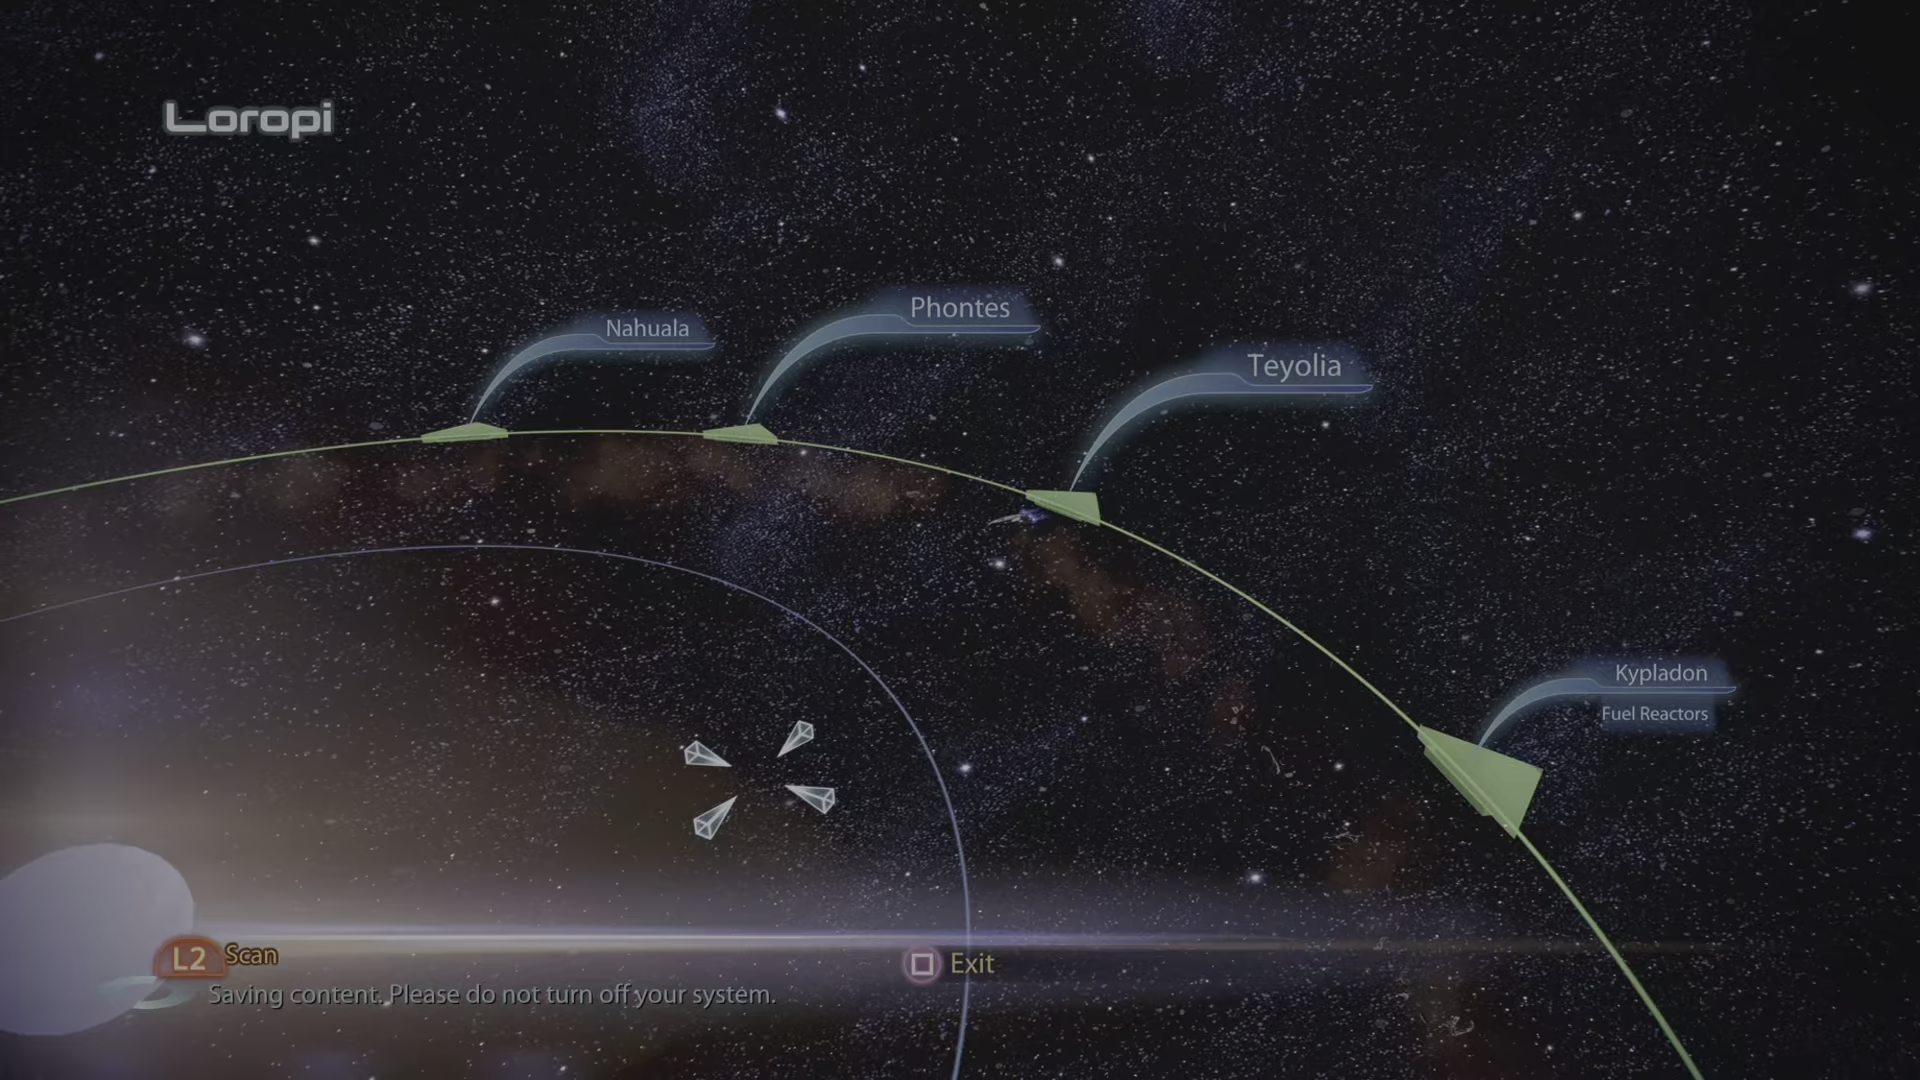 Loropi
Nahuala
Phontes
Teyolia
Kypladon
Fuel Reactors
L2 Scan
Exit
Saving content. Please do not turn off your system.